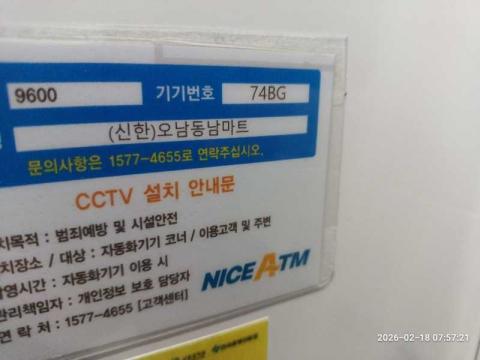 9600 기기번호 74BG
(신한)오남동남마트
문의사항은 1577-4655로 연락주십시오.
CCTV 설치 안내문
치목적 : 범죄예방 및 시설안전
치장소 / 대상 : 자동화기기 코너 / 이용고객 및 주변
촬영시간 : 자동화기기 이용 시
관리책임자 : 개인정보 보호 담당자
연 락 처 : 1577-4655 [고객센터]
NICE ATM
2026-02-18 07:57:21